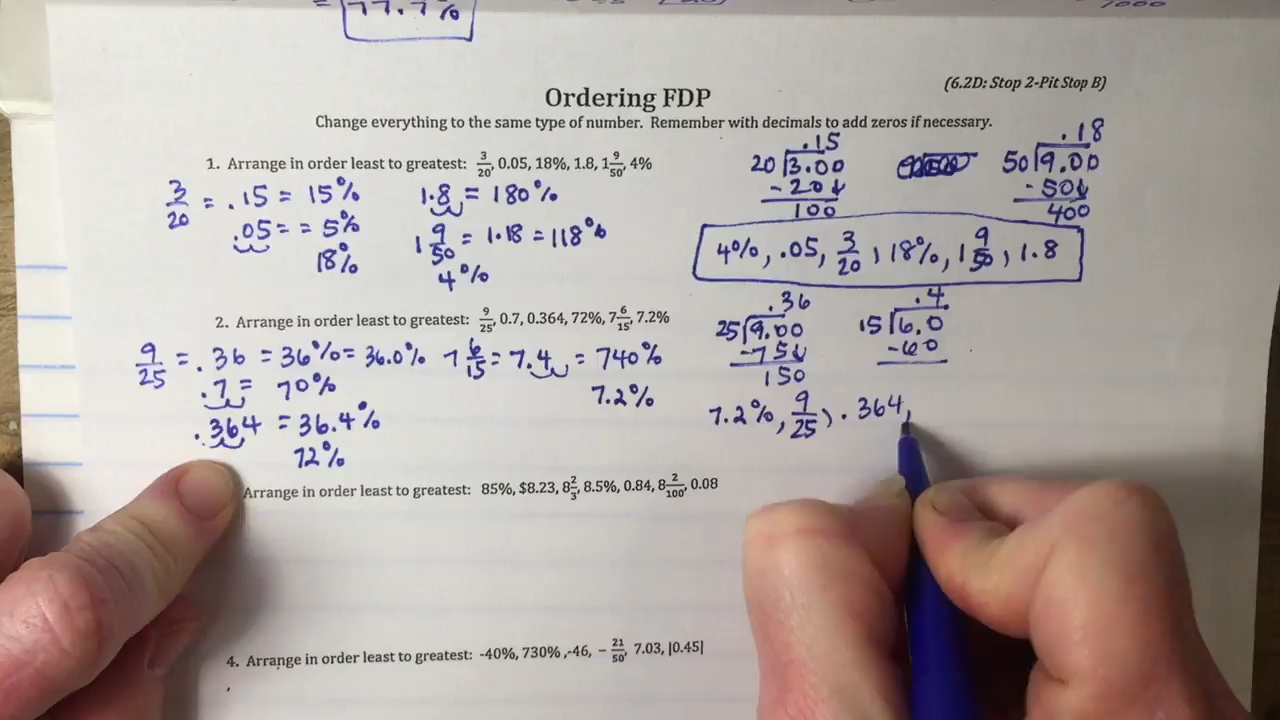 = 77.7%
1000
(6.2D: Stop 2-Pit Stop B)
Ordering FDP
Change everything to the same type of number. Remember with decimals to add zeros if necessary.
1. Arrange in order least to greatest: 3/20, 0.05, 18%, 1.8, 1 9/50, 4%
3/20 = .15 = 15%
.05 = = 5%
18%
1.8 = 180%
1 9/50 = 1.18 = 118%
4%
.15
20 3.00
- 20
100
.18
50 9.00
- 50
400
4%, .05, 3/20, 18%, 1 9/50, 1.8
2. Arrange in order least to greatest: 9/25, 0.7, 0.364, 72%, 7 6/15, 7.2%
9/25 = .36 = 36% = 36.0%
.7 = 70%
.364 = 36.4%
72%
7 6/15 = 7.4 = 740%
7.2%
.36
25 9.00
- 75
150
.4
15 6.0
- 60
7.2%, 9/25, .364,
Arrange in order least to greatest: 85%, $8.23, 8 2/3, 8.5%, 0.84, 8 2/100, 0.08
4. Arrange in order least to greatest: -40%, 730% ,-46, - 21/50, 7.03, |0.45|